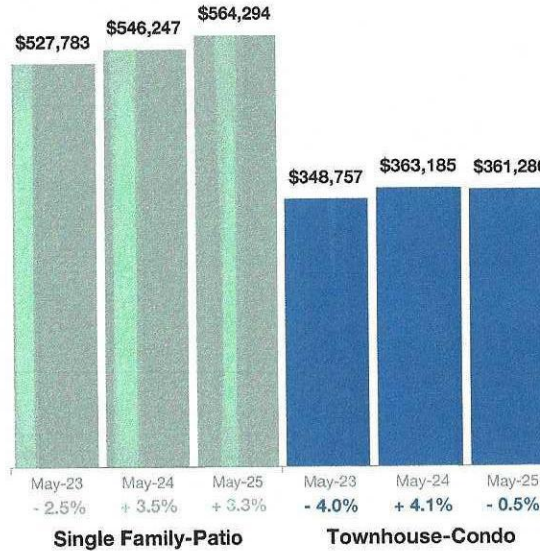 $527,783 $546,247 $564,294
$348,757 $363,185 $361,280
May-23 May-24 May-25 May-23 May-24 May-25
- 2.5% + 3.5% + 3.3% - 4.0% + 4.1% - 0.5%
Single Family-Patio Townhouse-Condo